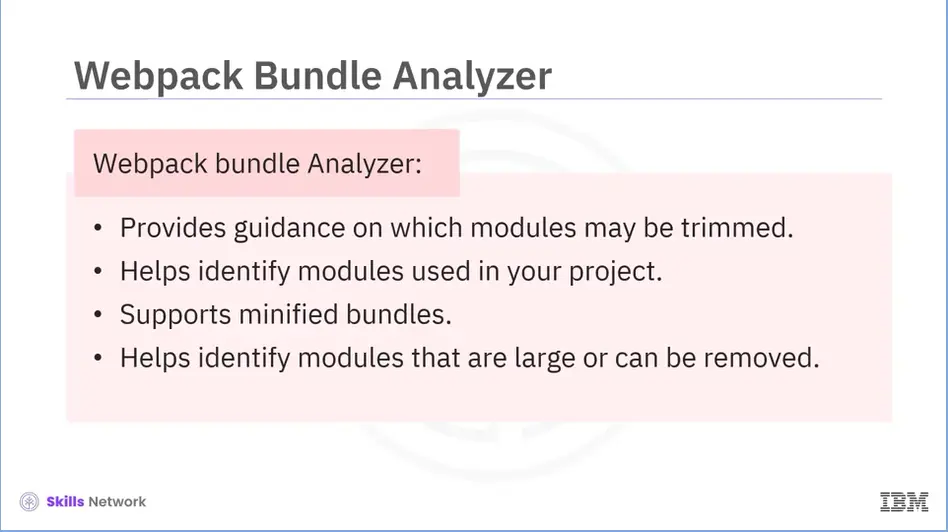 Webpack Bundle Analyzer
Webpack bundle Analyzer:
• Provides guidance on which modules may be trimmed.
• Helps identify modules used in your project.
• Supports minified bundles.
• Helps identify modules that are large or can be removed.
Skills Network
IBM